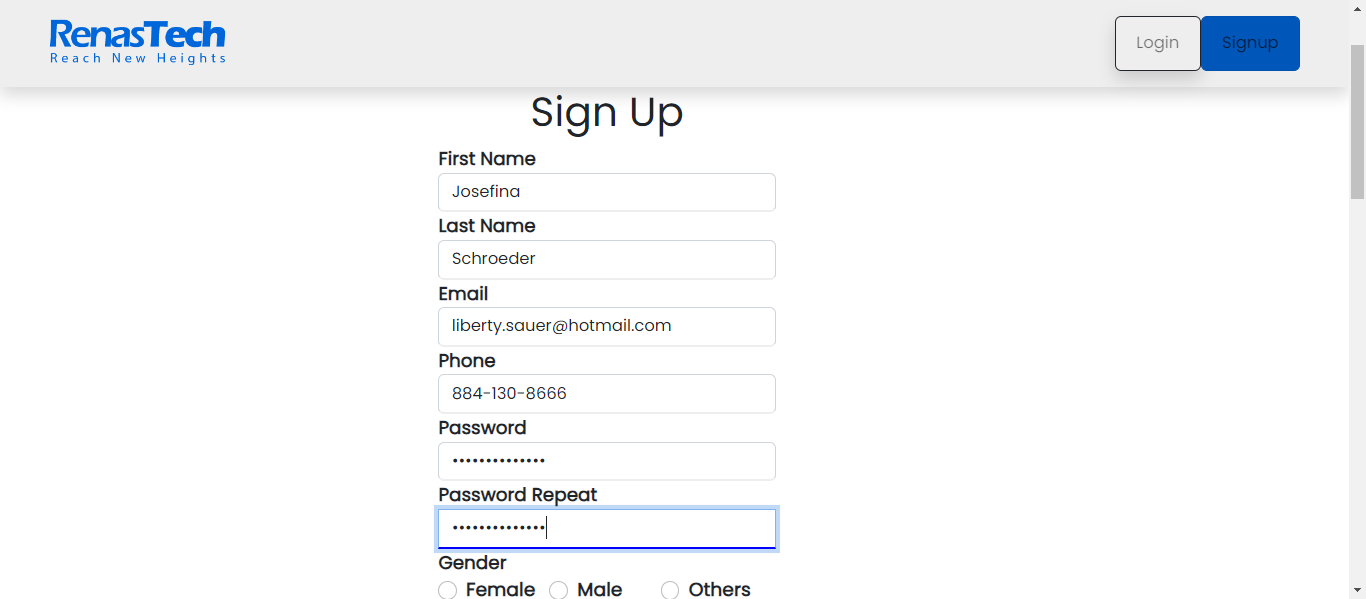 RenasTech
Reach New Heights
Login Signup
Sign Up
First Name
Josefina
Last Name
Schroeder
Email
liberty.sauer@hotmail.com
Phone
884-130-8666
Password
••••••••••••••
Password Repeat
••••••••••••••
Gender
Female Male Others